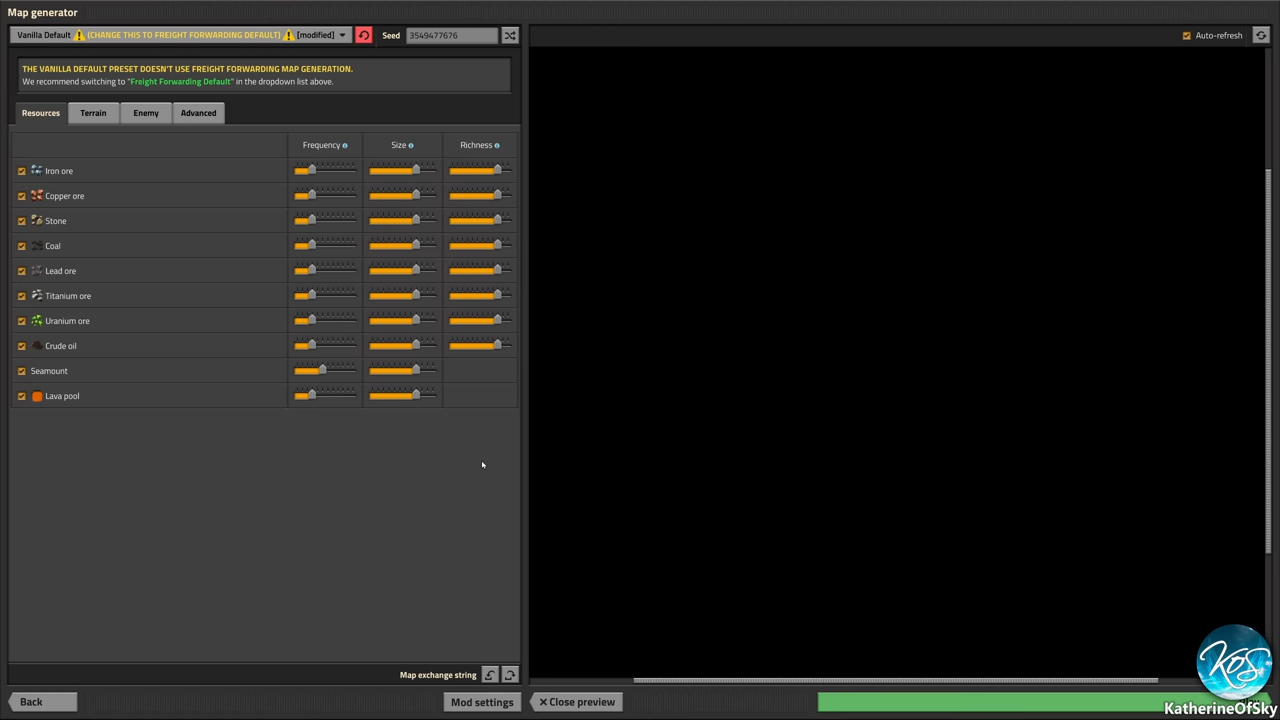 Map generator
Vanilla Default ⚠ (CHANGE THIS TO FREIGHT FORWARDING DEFAULT) ⚠ [modified]
Seed
3549477676
Auto-refresh
THE VANILLA DEFAULT PRESET DOESN'T USE FREIGHT FORWARDING MAP GENERATION.
We recommend switching to "Freight Forwarding Default" in the dropdown list above.
Resources Terrain Enemy Advanced
Frequency Size Richness
Iron ore
Copper ore
Stone
Coal
Lead ore
Titanium ore
Uranium ore
Crude oil
Seamount
Lava pool
Map exchange string
Back
Mod settings
✕ Close preview
KOS
KatherineOfSky